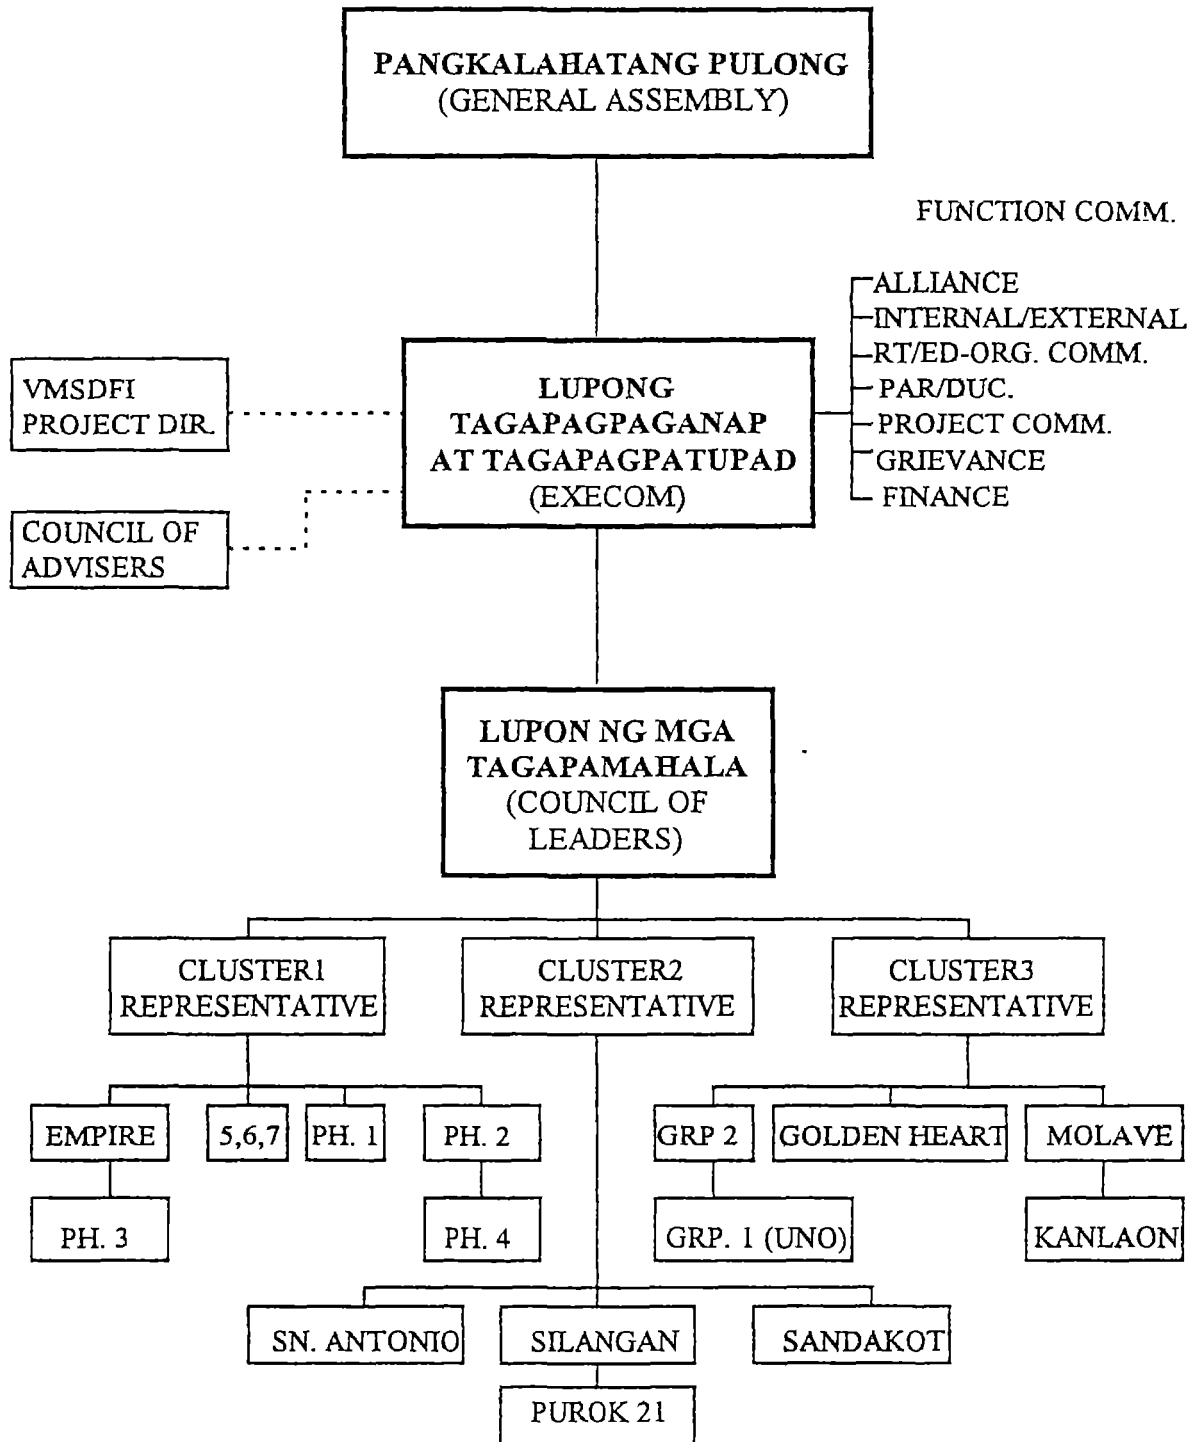 PANGKALAHATANG PULONG
(GENERAL ASSEMBLY)
FUNCTION COMM.
ALLIANCE
INTERNAL/EXTERNAL
RT/ED-ORG. COMM.
PAR/DUC.
PROJECT COMM.
GRIEVANCE
FINANCE
VMSDFI
PROJECT DIR.
LUPONG
TAGAPAGPAGANAP
AT TAGAPAGPATUPAD
(EXECOM)
COUNCIL OF
ADVISERS
LUPON NG MGA
TAGAPAMAHALA
(COUNCIL OF
LEADERS)
CLUSTER1
REPRESENTATIVE
CLUSTER2
REPRESENTATIVE
CLUSTER3
REPRESENTATIVE
EMPIRE
5,6,7
PH. 1
PH. 2
GRP 2
GOLDEN HEART
MOLAVE
PH. 3
PH. 4
GRP. 1 (UNO)
KANLAON
SN. ANTONIO
SILANGAN
SANDAKOT
PUROK 21